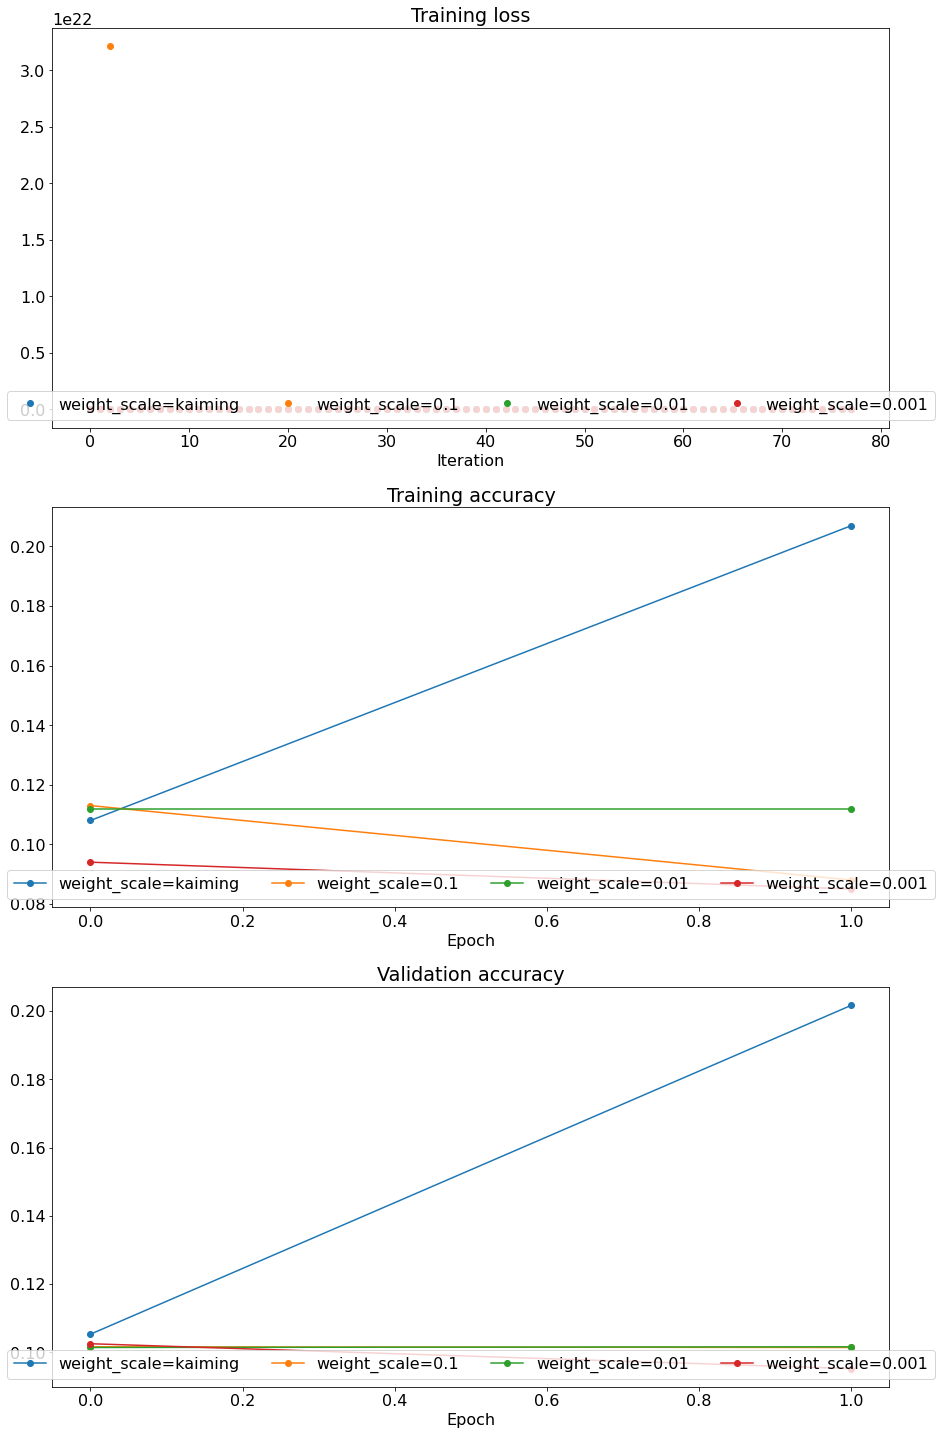 Training loss
1e22
3.0
2.5
2.0
1.5
1.0
0.5
0.0
weight_scale=kaiming weight_scale=0.1 weight_scale=0.01 weight_scale=0.001
0 10 20 30 40 50 60 70 80
Iteration
Training accuracy
0.20
0.18
0.16
0.14
0.12
0.10
weight_scale=kaiming weight_scale=0.1 weight_scale=0.01 weight_scale=0.001
0.08
0.0 0.2 0.4 0.6 0.8 1.0
Epoch
Validation accuracy
0.20
0.18
0.16
0.14
0.12
0.10
weight_scale=kaiming weight_scale=0.1 weight_scale=0.01 weight_scale=0.001
0.0 0.2 0.4 0.6 0.8 1.0
Epoch